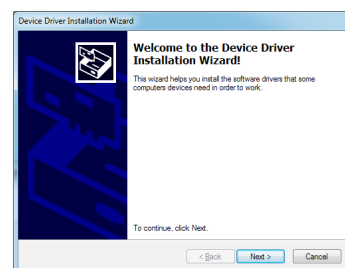 Device Driver Installation Wizard
Welcome to the Device Driver
Installation Wizard!
This wizard helps you install the software drivers that some
computers devices need in order to work.
To continue, click Next.
< Back
Next >
Cancel